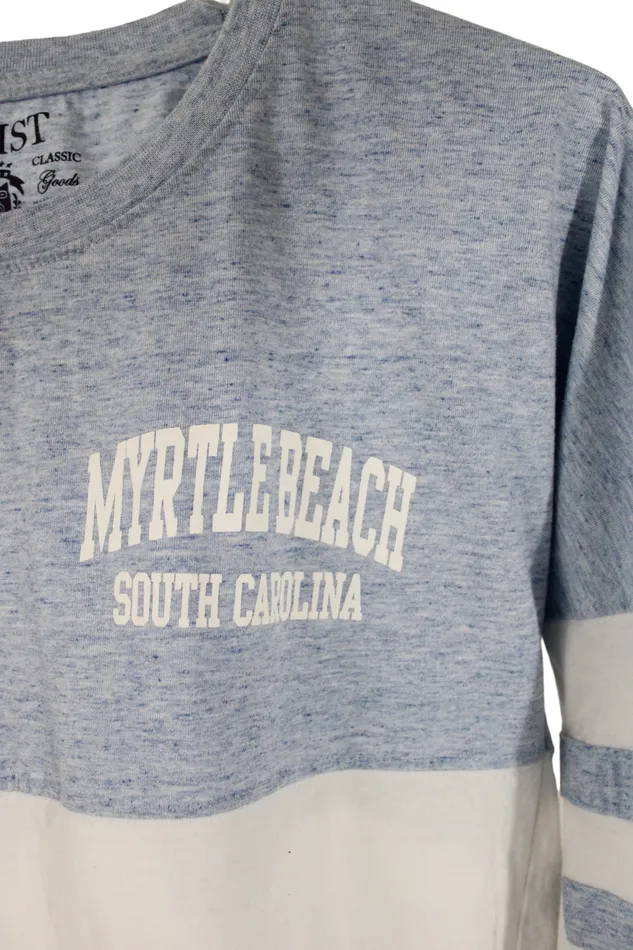 IST
CLASSIC
Goods
MYRTLE BEACH
SOUTH CAROLINA